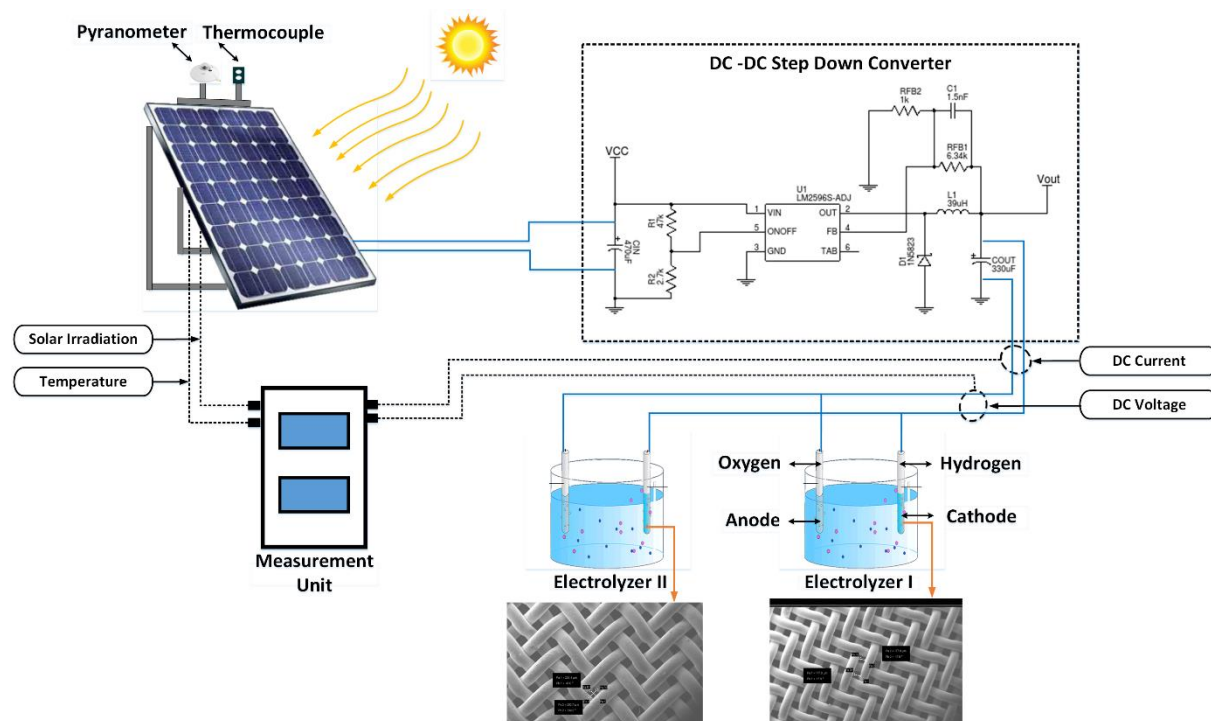 Pyranometer
Thermocouple
DC -DC Step Down Converter
RFB2
1k
C1
1.5nF
RFB1
6.34k
VCC
Vout
U1
LM2596S-ADJ
L1
39uH
R1
47k
1
VIN
OUT
2
5
ONOFF
FB
4
3
GND
TAB
6
CIN
470uF
R2
2.7k
D1
1N5823
COUT
330uF
Solar Irradiation
Temperature
DC Current
DC Voltage
Oxygen
Hydrogen
Anode
Cathode
Measurement
Unit
Electrolyzer II
Electrolyzer I